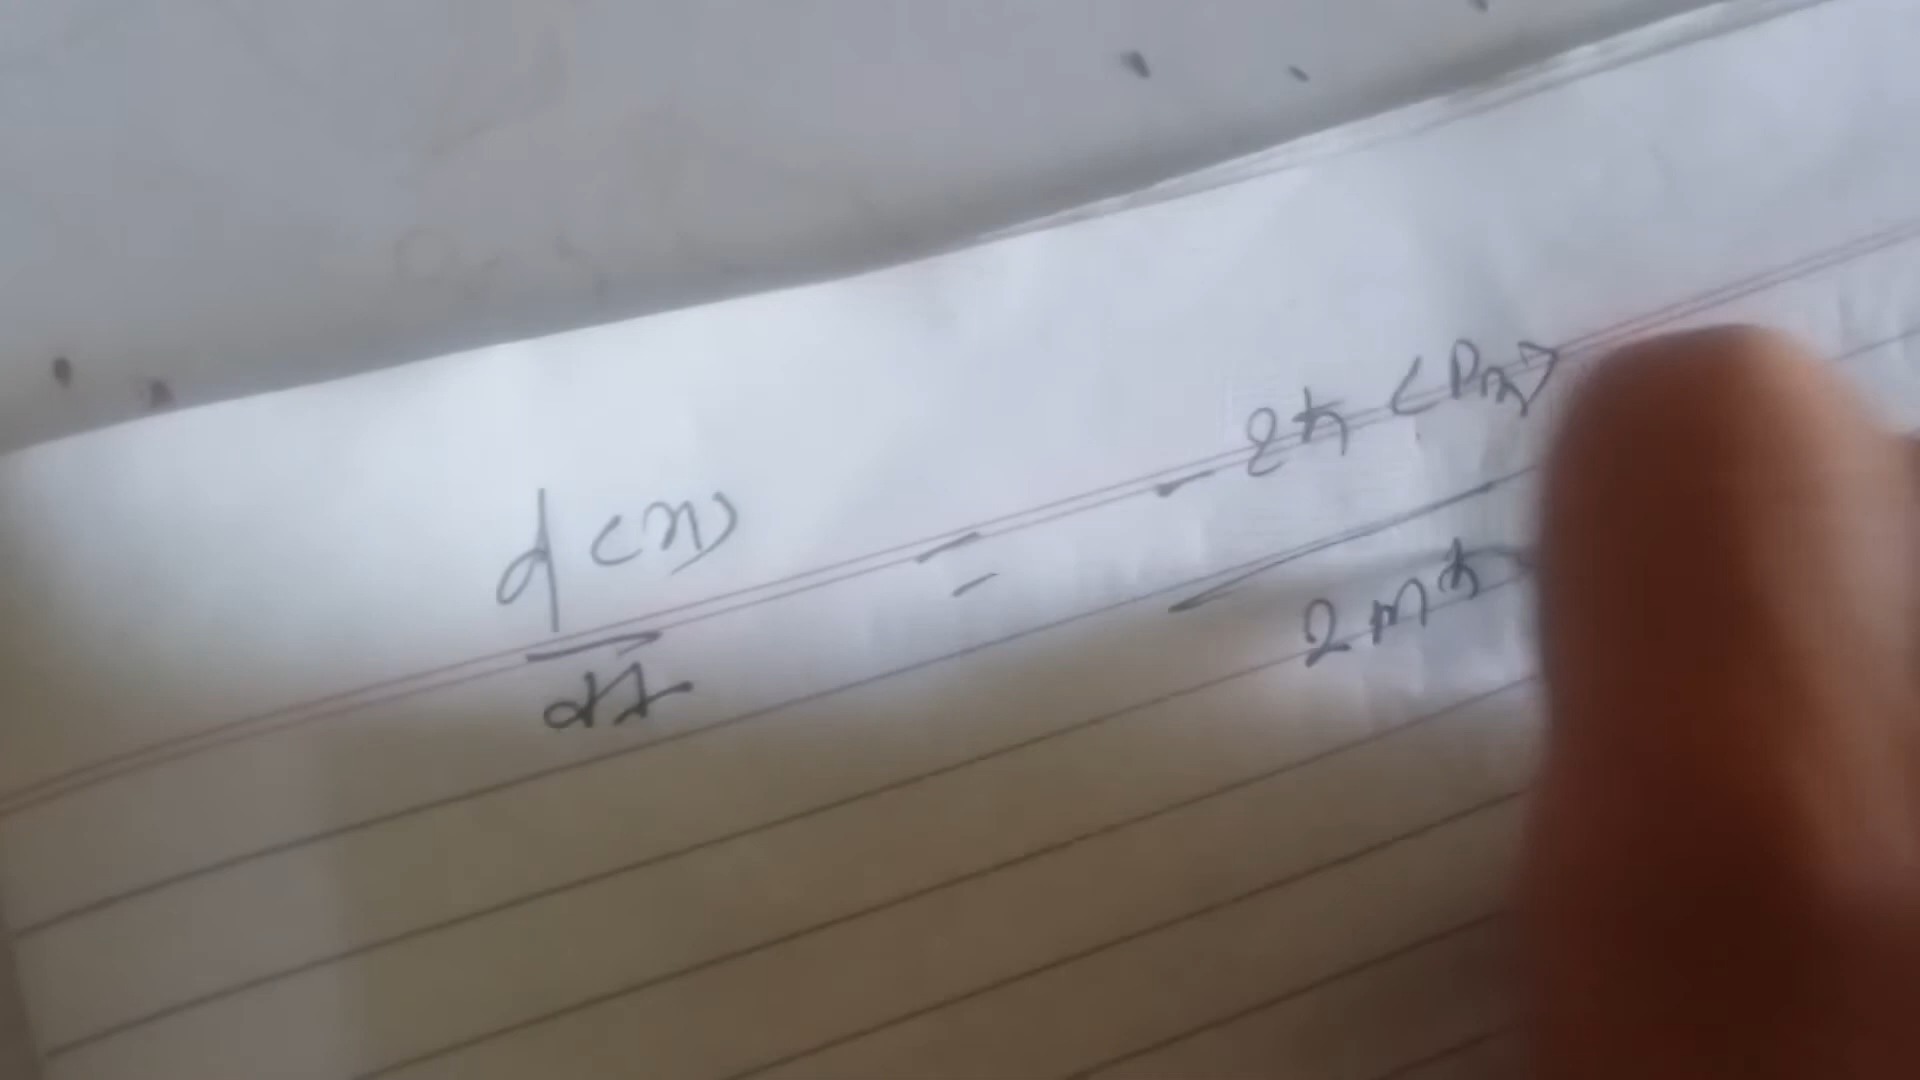 d<x>/dt = - 2ħ <Px> / 2mħ